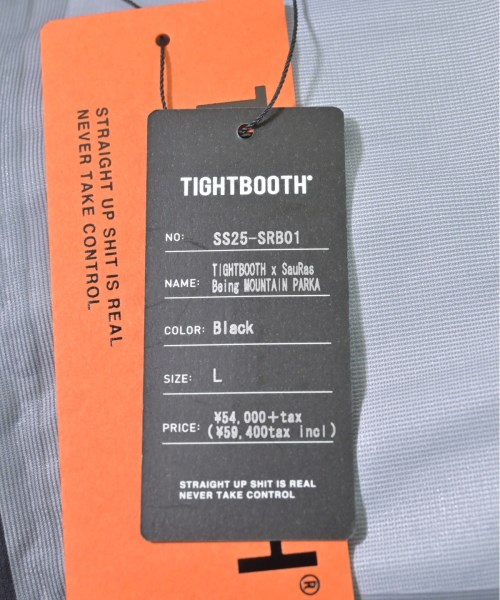 STRAIGHT UP SHIT IS REAL
NEVER TAKE CONTROL
TIGHTBOOTH®
NO: SS25-SRB01
NAME: TIGHTBOOTH x SauRas
Being MOUNTAIN PARKA
COLOR: Black
SIZE: L
PRICE: ¥54,000+tax
(¥59,400tax incl)
STRAIGHT UP SHIT IS REAL
NEVER TAKE CONTROL
®